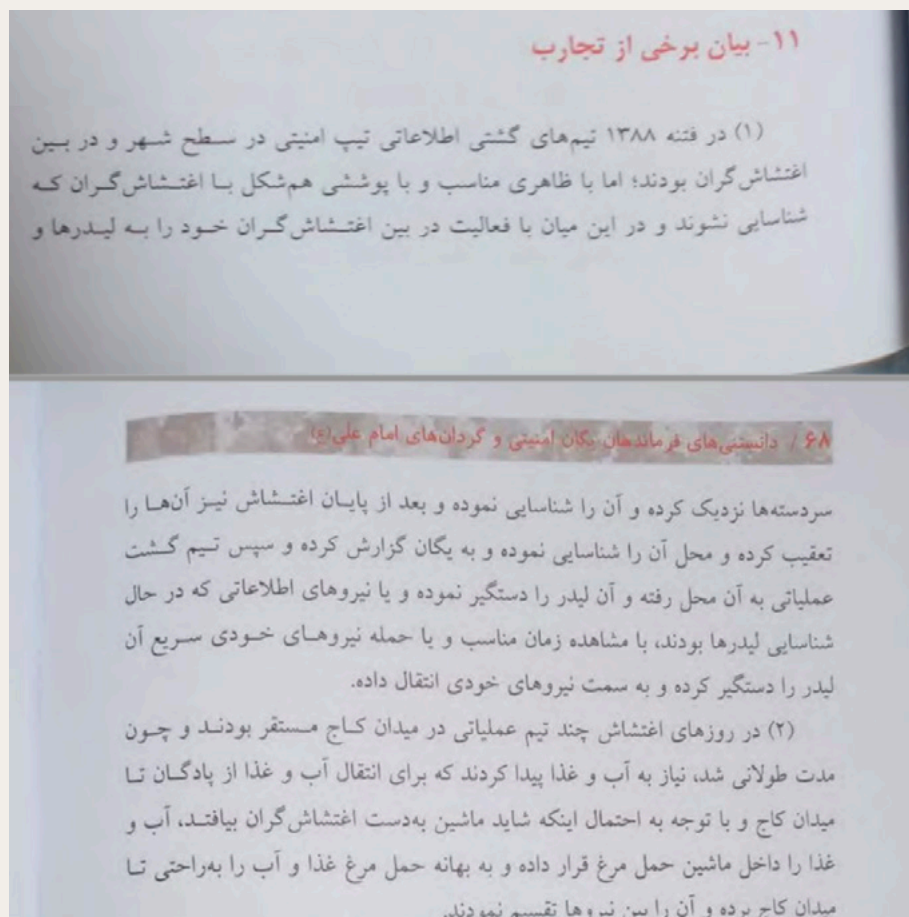 ۱۱- بیان برخی از تجارب
(۱) در فتنه ۱۳۸۸ تیم‌های گشتی اطلاعاتی تیپ امنیتی در سطح شهر و در بین
اغتشاش‌گران بودند؛ اما با ظاهری مناسب و با پوششی هم‌شکل با اغتشاش‌گران که
شناسایی نشوند و در این میان با فعالیت در بین اغتشاش‌گران خود را به لیدرها و
۶۸ / دانستنی‌های فرماندهان یگان امنیتی و گردان‌های امام علی(ع)
سردسته‌ها نزدیک کرده و آن را شناسایی نموده و بعد از پایان اغتشاش نیز آن‌ها را
تعقیب کرده و محل آن را شناسایی نموده و به یگان گزارش کرده و سپس تیم گشت
عملیاتی به آن محل رفته و آن لیدر را دستگیر نموده و یا نیروهای اطلاعاتی که در حال
شناسایی لیدرها بودند، با مشاهده زمان مناسب و یا حمله نیروهای خودی سریع آن
لیدر را دستگیر کرده و به سمت نیروهای خودی انتقال داده.
(۲) در روزهای اغتشاش چند تیم عملیاتی در میدان کاج مستقر بودند و چون
مدت طولانی شد، نیاز به آب و غذا پیدا کردند که برای انتقال آب و غذا از پادگان تا
میدان کاج و با توجه به احتمال اینکه شاید ماشین به‌دست اغتشاش‌گران بیافتد، آب و
غذا را داخل ماشین حمل مرغ قرار داده و به بهانه حمل مرغ غذا و آب را به‌راحتی تا
میدان کاج برده و آن را بین نیروها تقسیم نمودند.